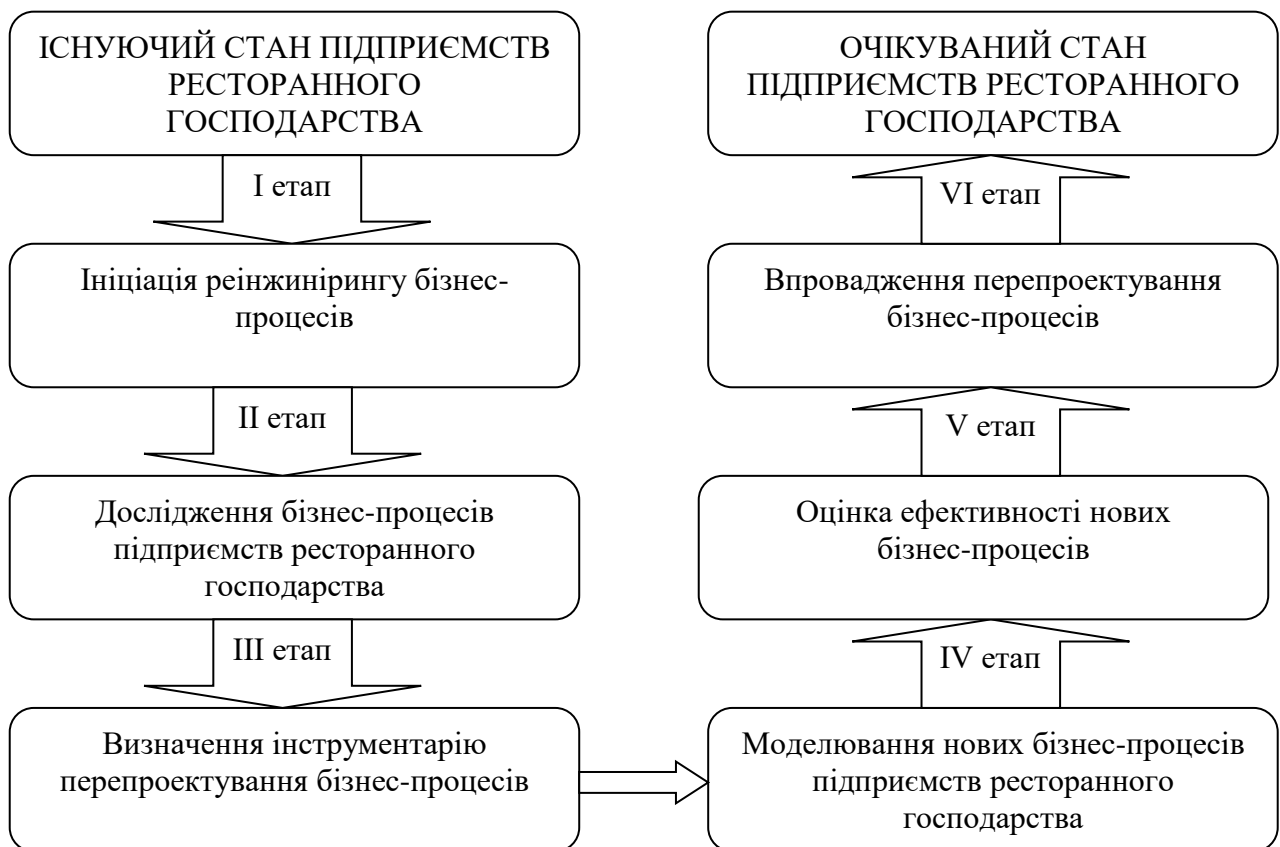 ІСНУЮЧИЙ СТАН ПІДПРИЄМСТВ
РЕСТОРАННОГО
ГОСПОДАРСТВА
І етап
Ініціація реінжинірингу бізнес-
процесів
ІІ етап
Дослідження бізнес-процесів
підприємств ресторанного
господарства
ІІІ етап
Визначення інструментарію
перепроектування бізнес-процесів
Моделювання нових бізнес-процесів
підприємств ресторанного
господарства
IV етап
Оцінка ефективності нових
бізнес-процесів
V етап
Впровадження перепроектування
бізнес-процесів
VI етап
ОЧІКУВАНИЙ СТАН
ПІДПРИЄМСТВ РЕСТОРАННОГО
ГОСПОДАРСТВА